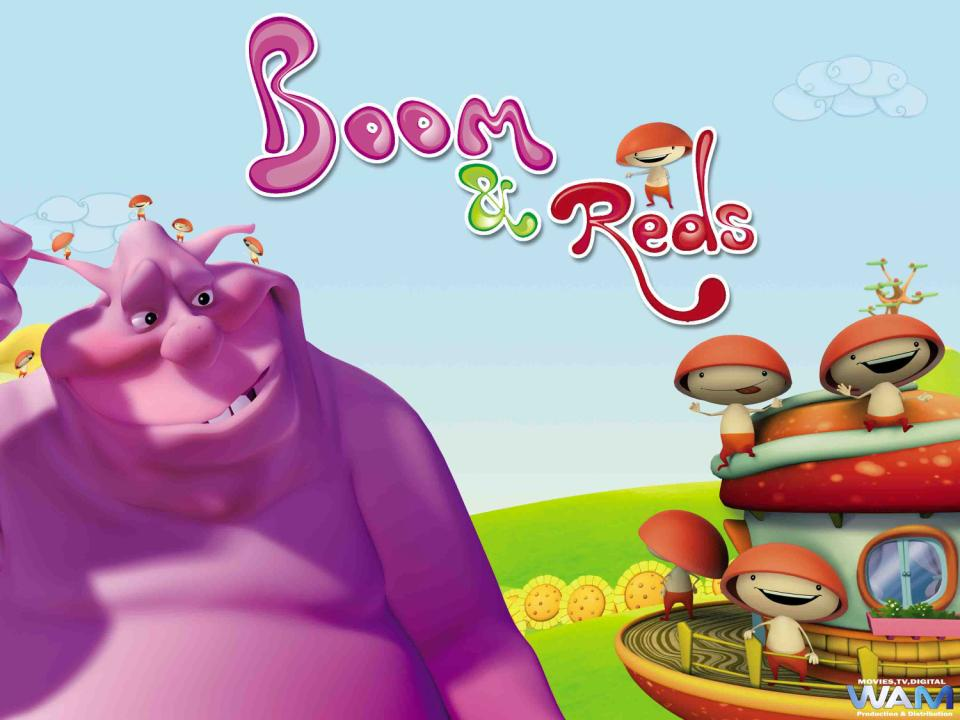 Boom
&
Reds
MOVIES,TV,DIGITAL
WAM
Production & Distribution